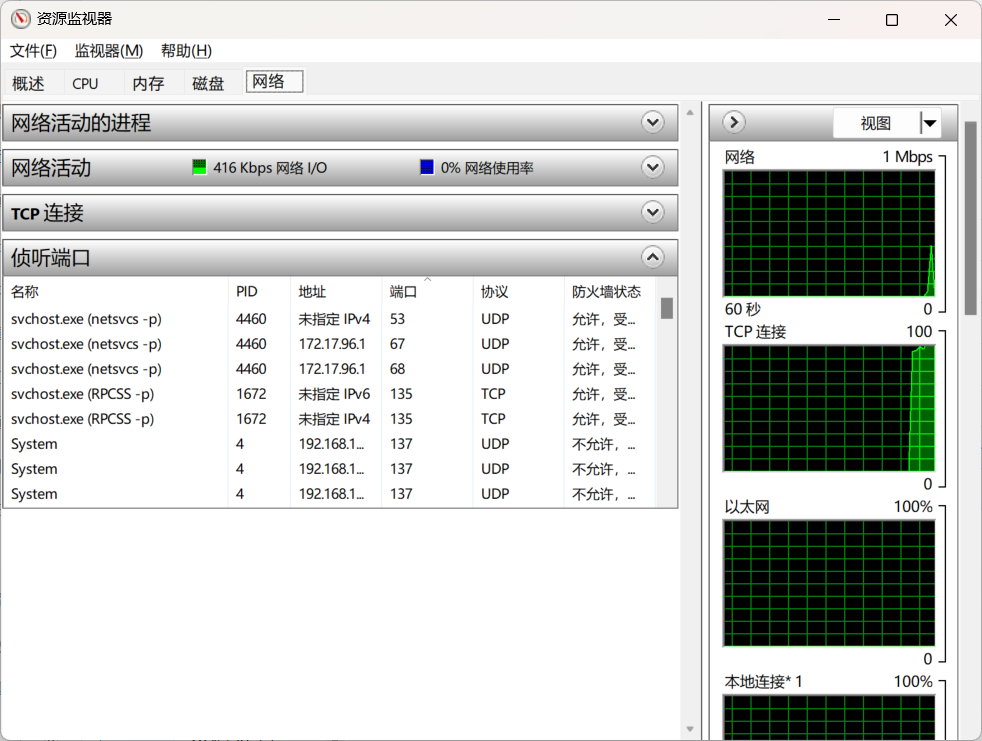 资源监视器
文件(F) 监视器(M) 帮助(H)
概述 CPU 内存 磁盘 网络
网络活动的进程
网络活动 416 Kbps 网络 I/O 0% 网络使用率
TCP 连接
侦听端口
名称 PID 地址 端口 协议 防火墙状态
svchost.exe (netsvcs -p) 4460 未指定 IPv4 53 UDP 允许，受...
svchost.exe (netsvcs -p) 4460 172.17.96.1 67 UDP 允许，受...
svchost.exe (netsvcs -p) 4460 172.17.96.1 68 UDP 允许，受...
svchost.exe (RPCSS -p) 1672 未指定 IPv6 135 TCP 允许，受...
svchost.exe (RPCSS -p) 1672 未指定 IPv4 135 TCP 允许，受...
System 4 192.168.1... 137 UDP 不允许，...
System 4 192.168.1... 137 UDP 不允许，...
System 4 192.168.1... 137 UDP 不允许，...
视图
网络 1 Mbps
60 秒 0
TCP 连接 100
0
以太网 100%
0
本地连接* 1 100%